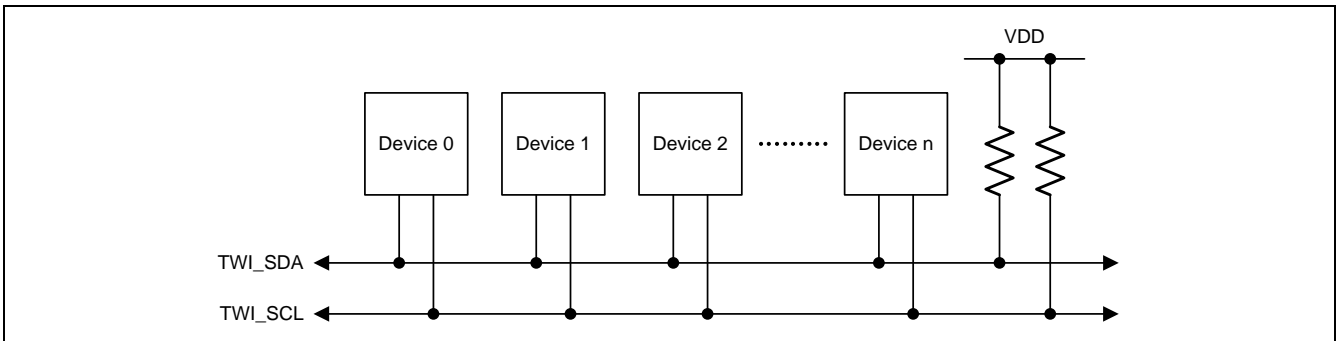 VDD
Device 0
Device 1
Device 2
Device n
TWI_SDA
TWI_SCL